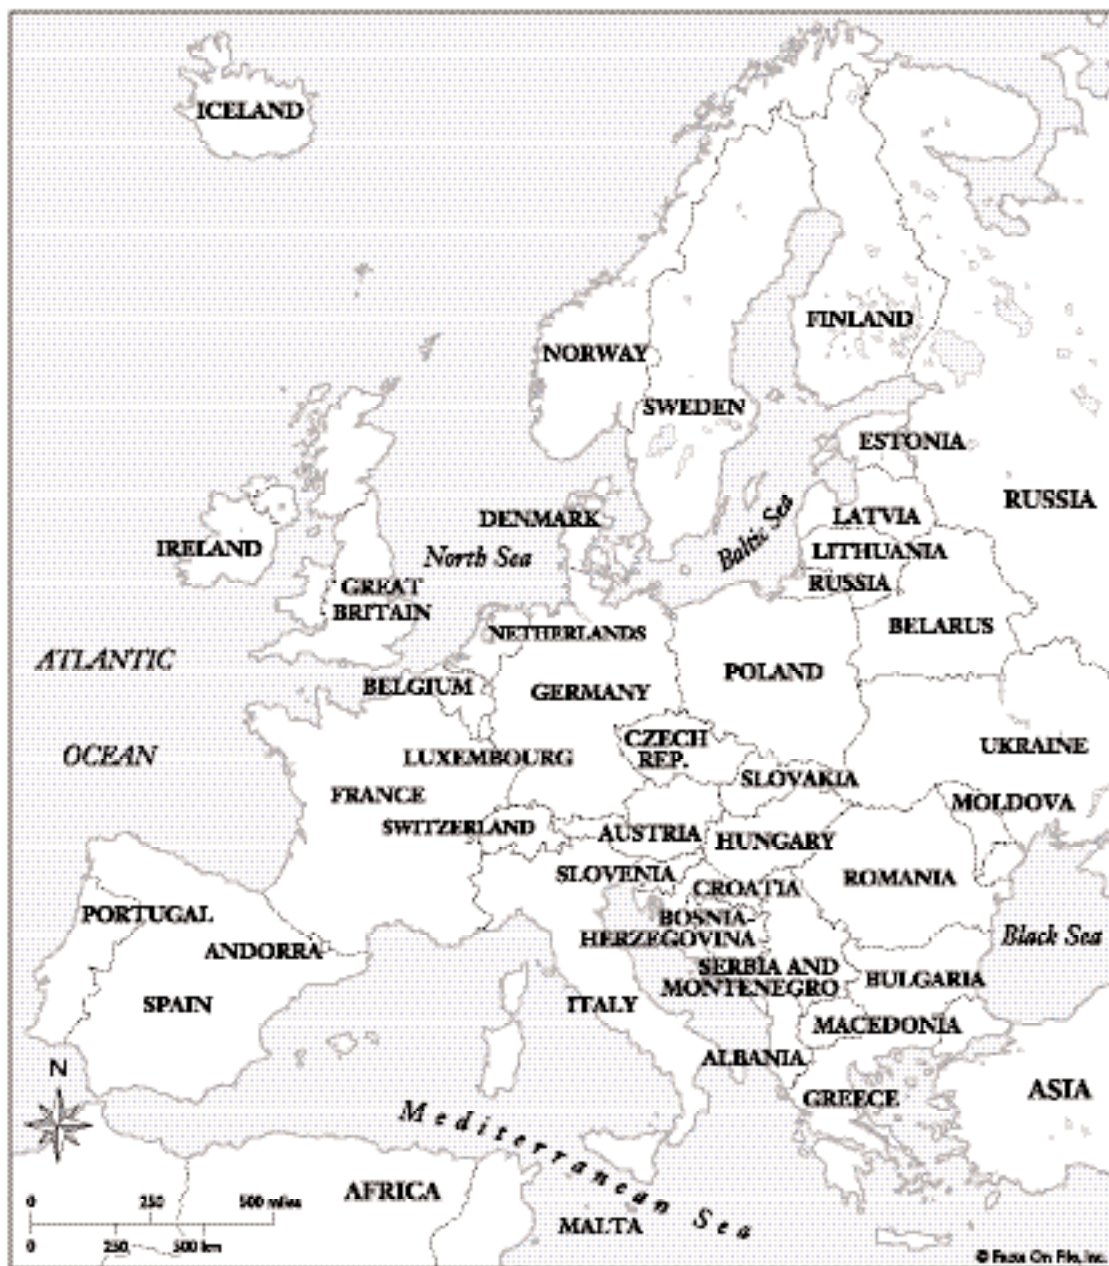 ICELAND
FINLAND
NORWAY
SWEDEN
ESTONIA
RUSSIA
DENMARK
Baltic Sea
LATVIA
IRELAND
North Sea
LITHUANIA
RUSSIA
GREAT
BRITAIN
BELARUS
NETHERLANDS
ATLANTIC
OCEAN
BELGIUM
GERMANY
POLAND
CZECH
REP.
UKRAINE
LUXEMBOURG
SLOVAKIA
FRANCE
MOLDOVA
SWITZERLAND
AUSTRIA
HUNGARY
SLOVENIA
CROATIA
ROMANIA
PORTUGAL
BOSNIA-
HERZEGOVINA
Black Sea
ANDORRA
SERBIA AND
MONTENEGRO
BULGARIA
SPAIN
ITALY
MACEDONIA
ALBANIA
N
GREECE
ASIA
Mediterranean Sea
AFRICA
MALTA
0 250 500 miles
0 250 500 km
© Facts On File, Inc.